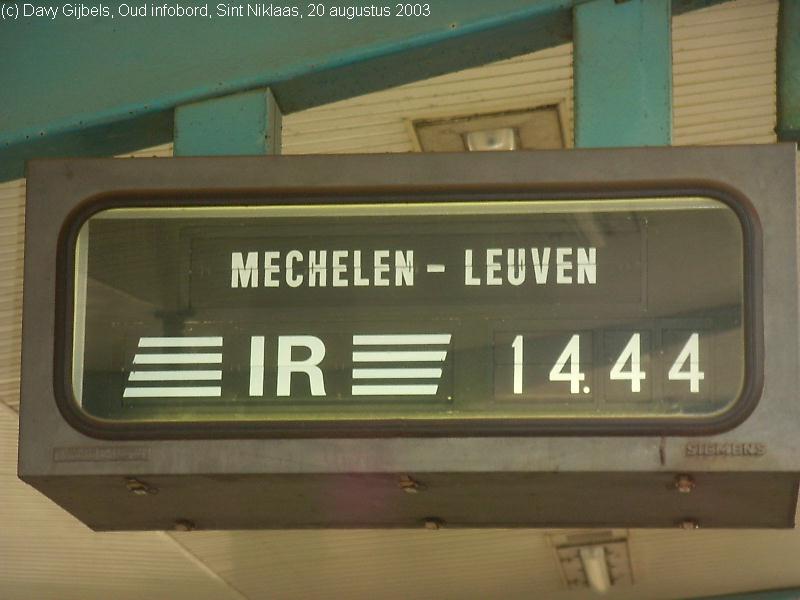 (c) Davy Gijbels, Oud infobord, Sint Niklaas, 20 augustus 2003
MECHELEN - LEUVEN
IR 14.44
SIEMENS